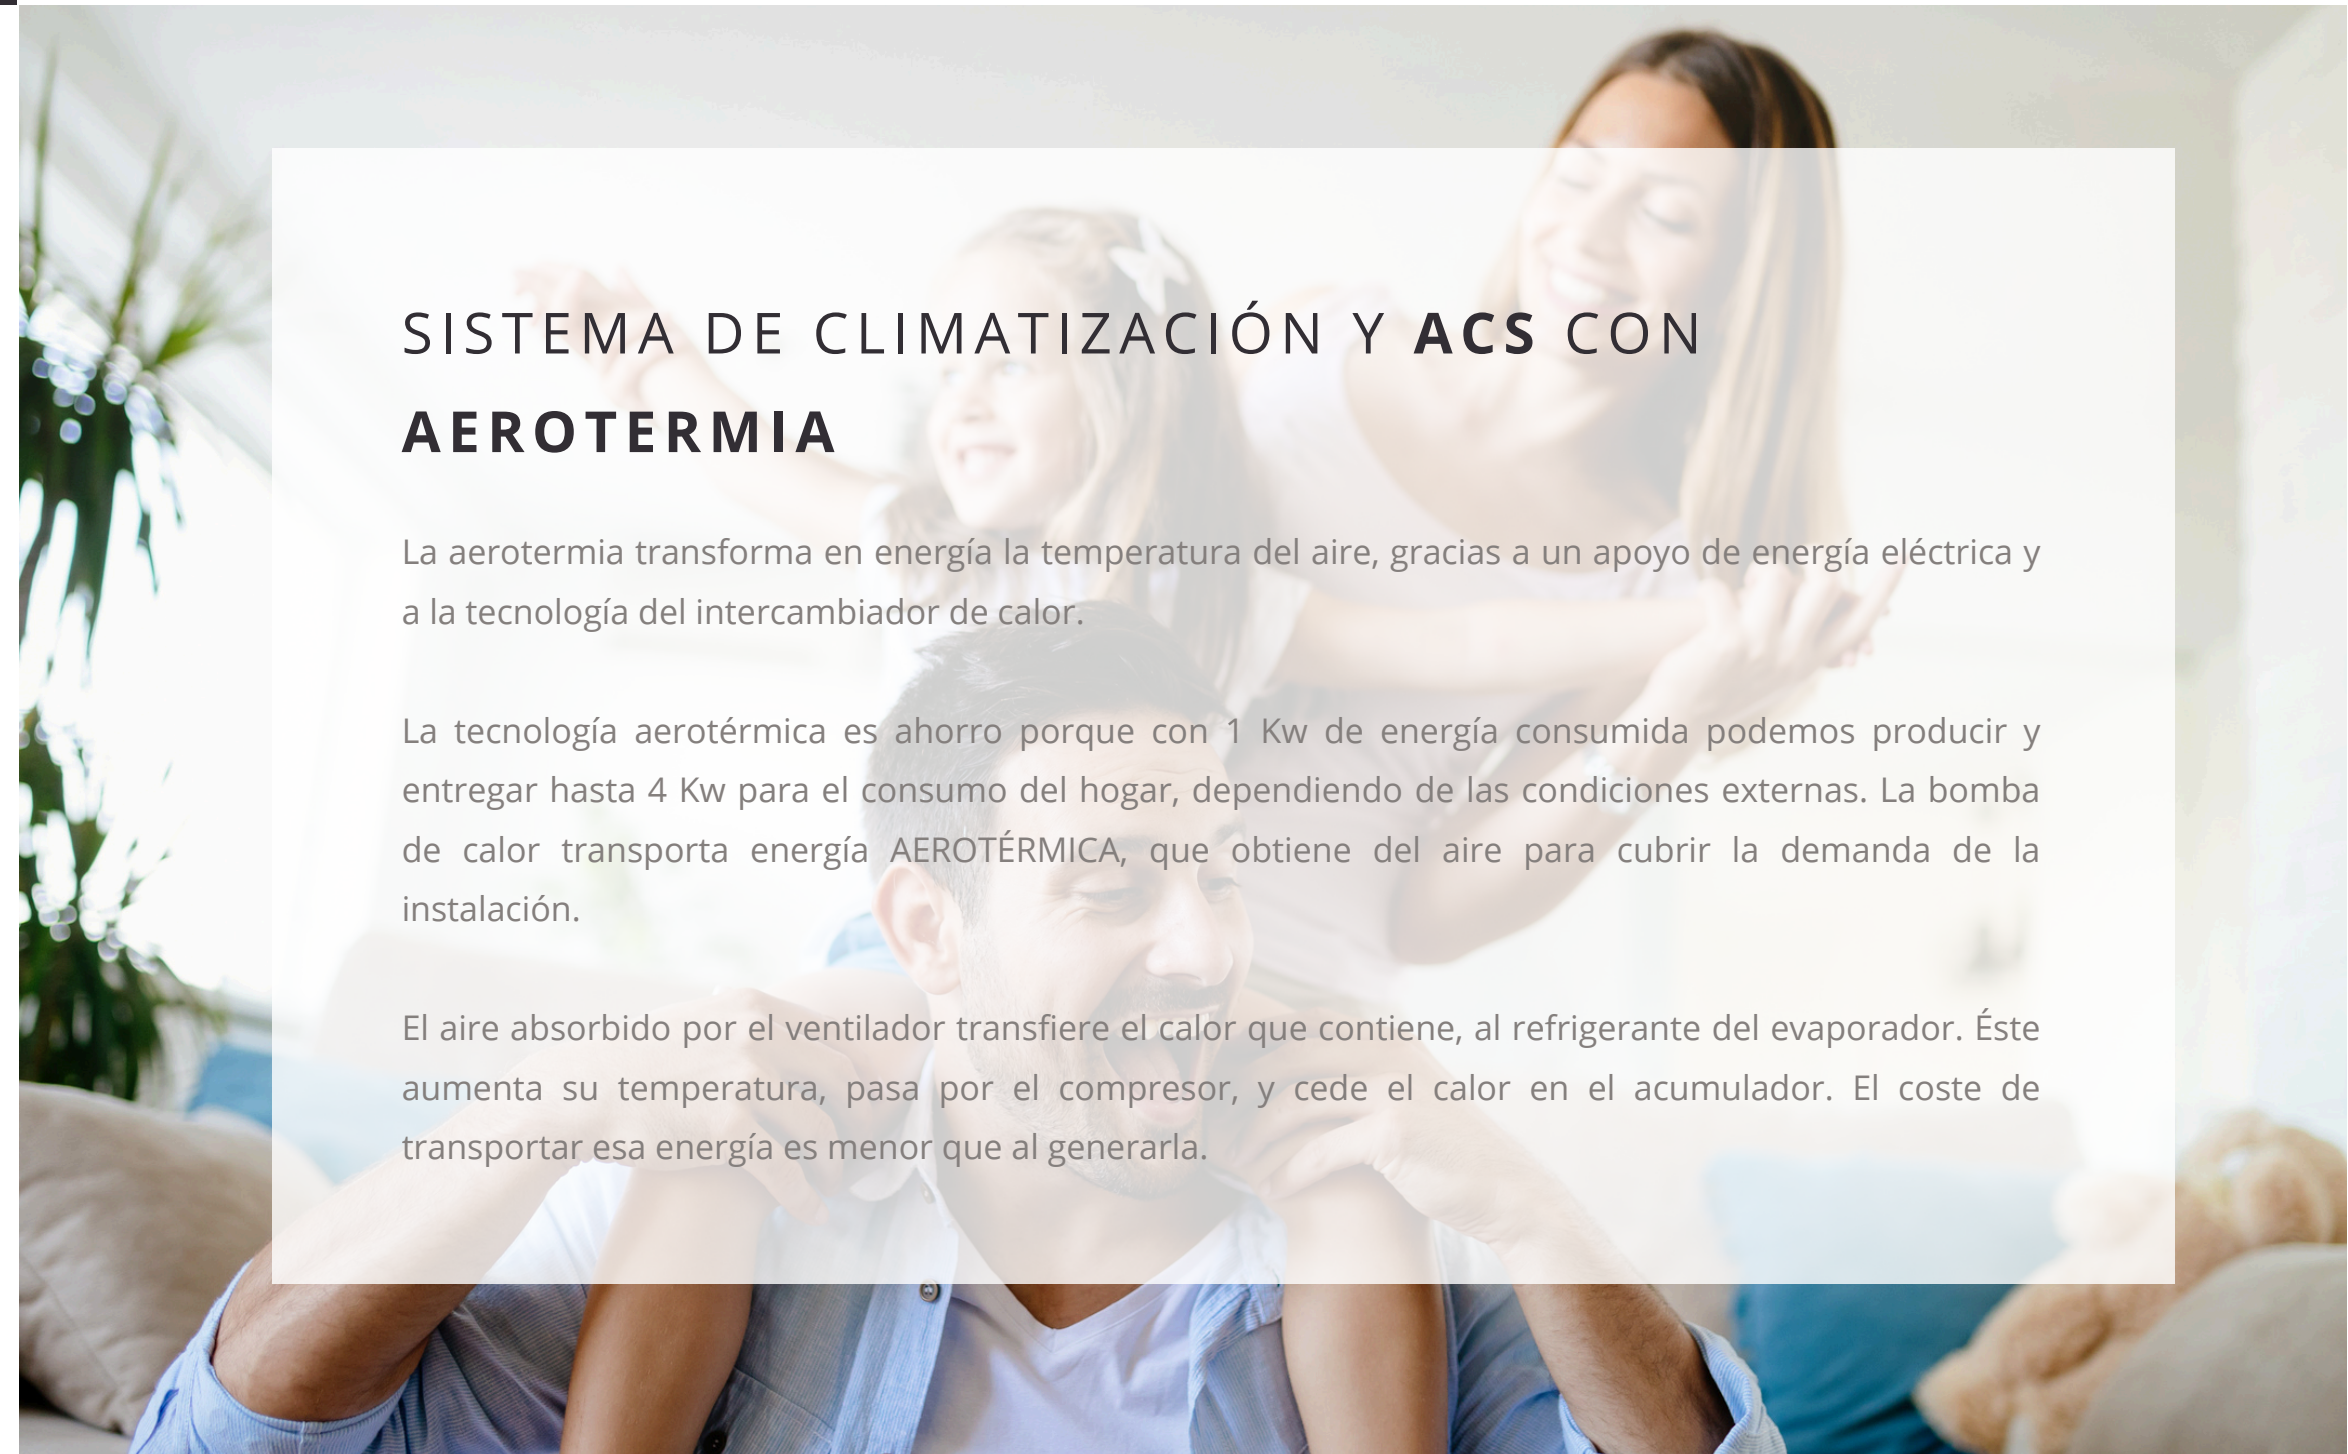 SISTEMA DE CLIMATIZACIÓN Y ACS CON
AEROTERMIA
La aerotermia transforma en energía la temperatura del aire, gracias a un apoyo de energía eléctrica y
a la tecnología del intercambiador de calor.
La tecnología aerotérmica es ahorro porque con 1 Kw de energía consumida podemos producir y
entregar hasta 4 Kw para el consumo del hogar, dependiendo de las condiciones externas. La bomba
de calor transporta energía AEROTÉRMICA, que obtiene del aire para cubrir la demanda de la
instalación.
El aire absorbido por el ventilador transfiere el calor que contiene, al refrigerante del evaporador. Éste
aumenta su temperatura, pasa por el compresor, y cede el calor en el acumulador. El coste de
transportar esa energía es menor que al generarla.